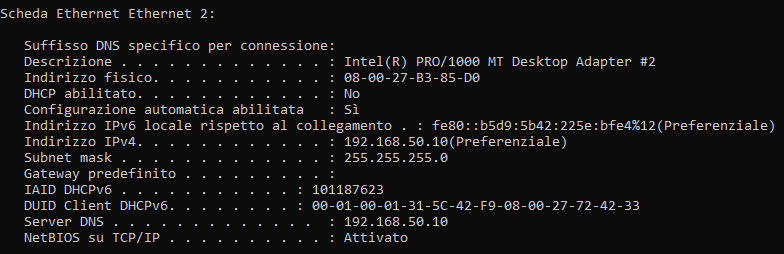 Scheda Ethernet Ethernet 2:
Suffisso DNS specifico per connessione:
Descrizione . . . . . . . . . . . . . : Intel(R) PRO/1000 MT Desktop Adapter #2
Indirizzo fisico. . . . . . . . . . . : 08-00-27-B3-85-D0
DHCP abilitato. . . . . . . . . . . . : No
Configurazione automatica abilitata   : Sì
Indirizzo IPv6 locale rispetto al collegamento . : fe80::b5d9:5b42:225e:bfe4%12(Preferenziale)
Indirizzo IPv4. . . . . . . . . . . . : 192.168.50.10(Preferenziale)
Subnet mask . . . . . . . . . . . . . : 255.255.255.0
Gateway predefinito . . . . . . . . . :
IAID DHCPv6 . . . . . . . . . . . : 101187623
DUID Client DHCPv6. . . . . . . . : 00-01-00-01-31-5C-42-F9-08-00-27-72-42-33
Server DNS . . . . . . . . . . . . .  : 192.168.50.10
NetBIOS su TCP/IP . . . . . . . . . . : Attivato